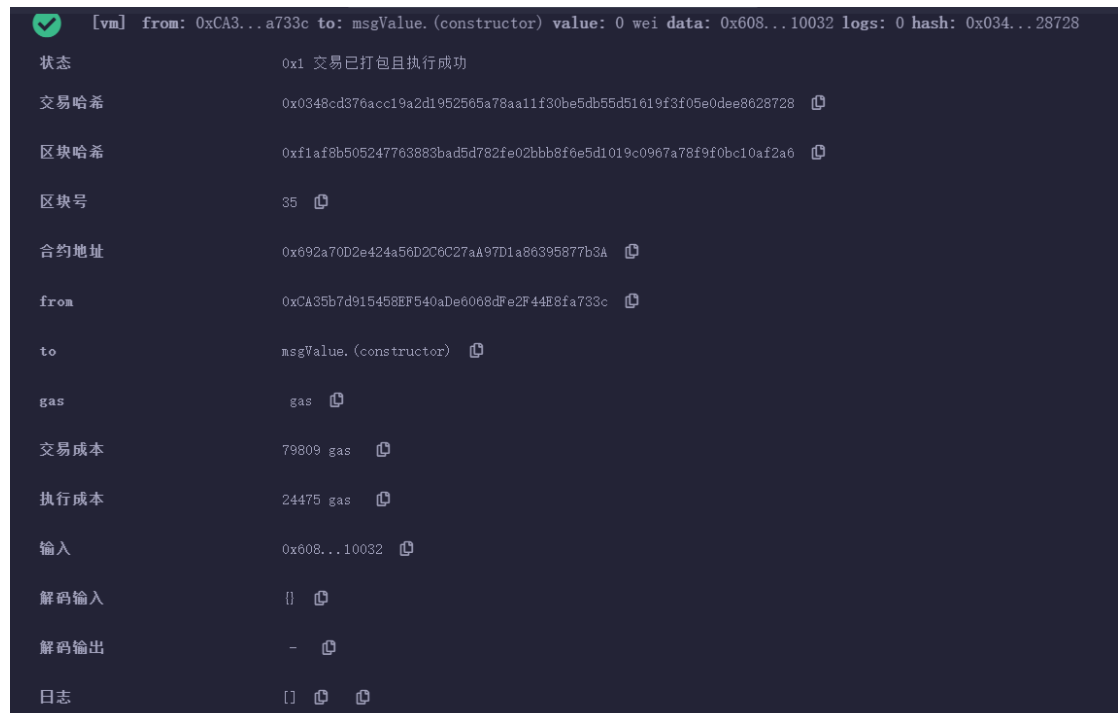 [vm] from: 0xCA3...a733c to: msgValue.(constructor) value: 0 wei data: 0x608...10032 logs: 0 hash: 0x034...28728
状态 0x1 交易已打包且执行成功
交易哈希 0x0348cd376acc19a2d1952565a78aa11f30be5db55d51619f3f05e0dee8628728
区块哈希 0xf1af8b505247763883bad5d782fe02bbb8f6e5d1019c0967a78f9f0bc10af2a6
区块号 35
合约地址 0x692a70D2e424a56D2C6C27aA97D1a86395877b3A
from 0xCA35b7d915458EF540aDe6068dFe2F44E8fa733c
to msgValue.(constructor)
gas gas
交易成本 79809 gas
执行成本 24475 gas
输入 0x608...10032
解码输入 {}
解码输出 -
日志 []